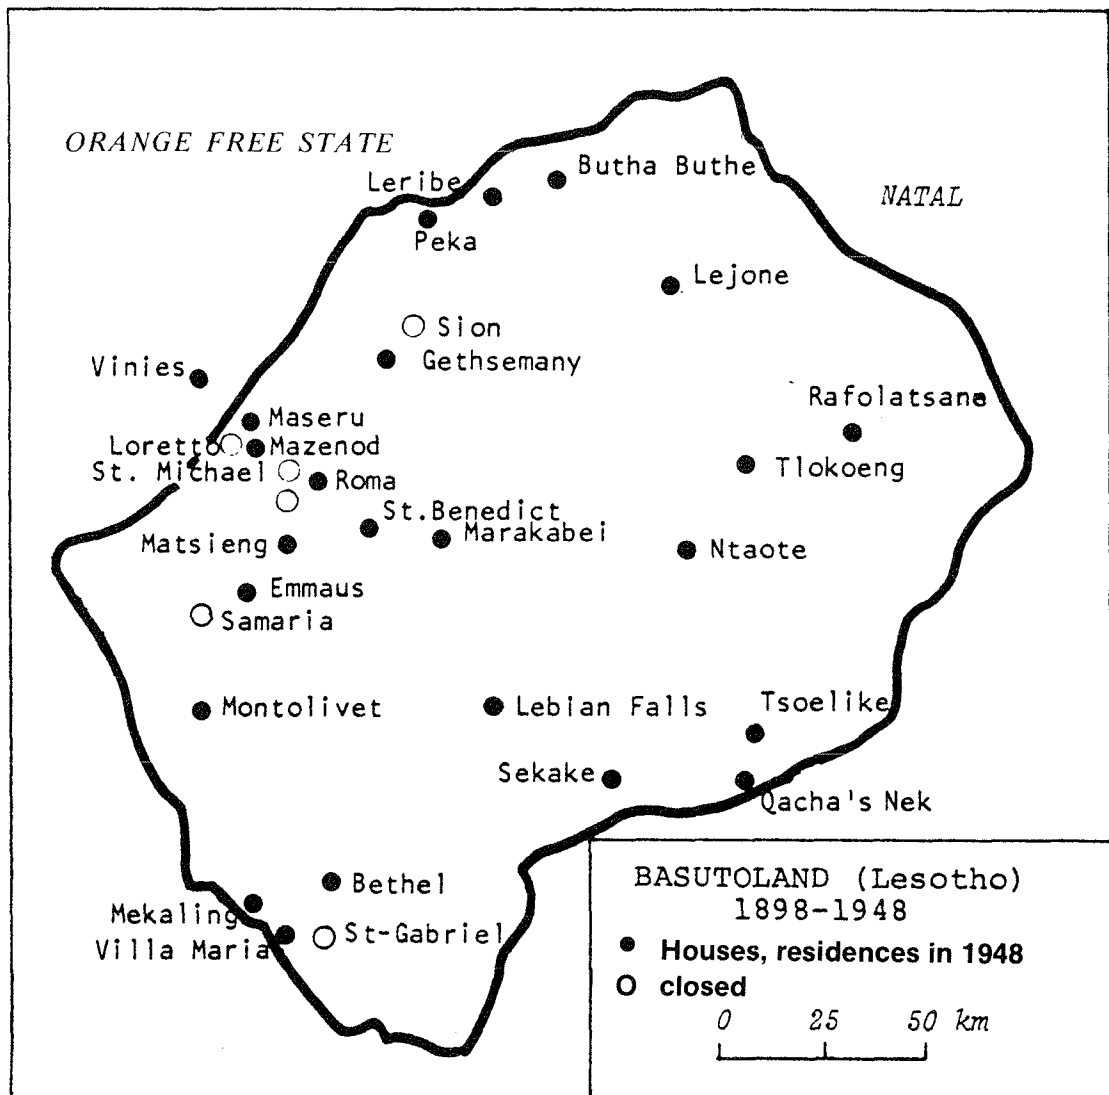 ORANGE FREE STATE
Butha Buthe
Leribe
NATAL
Peka
Lejone
Sion
Gethsemany
Vinies
Rafolatsane
Maseru
Loretto
Mazenod
St. Michael
Tlokoeng
Roma
St.Benedict
Marakabei
Matsieng
Ntaote
Emmaus
Samaria
Montolivet
Lebian Falls
Tsoelike
Sekake
Qacha's Nek
Bethel
Mekaling
Villa Maria
St-Gabriel
BASUTOLAND (Lesotho)
1898-1948
Houses, residences in 1948
closed
0 25 50 km